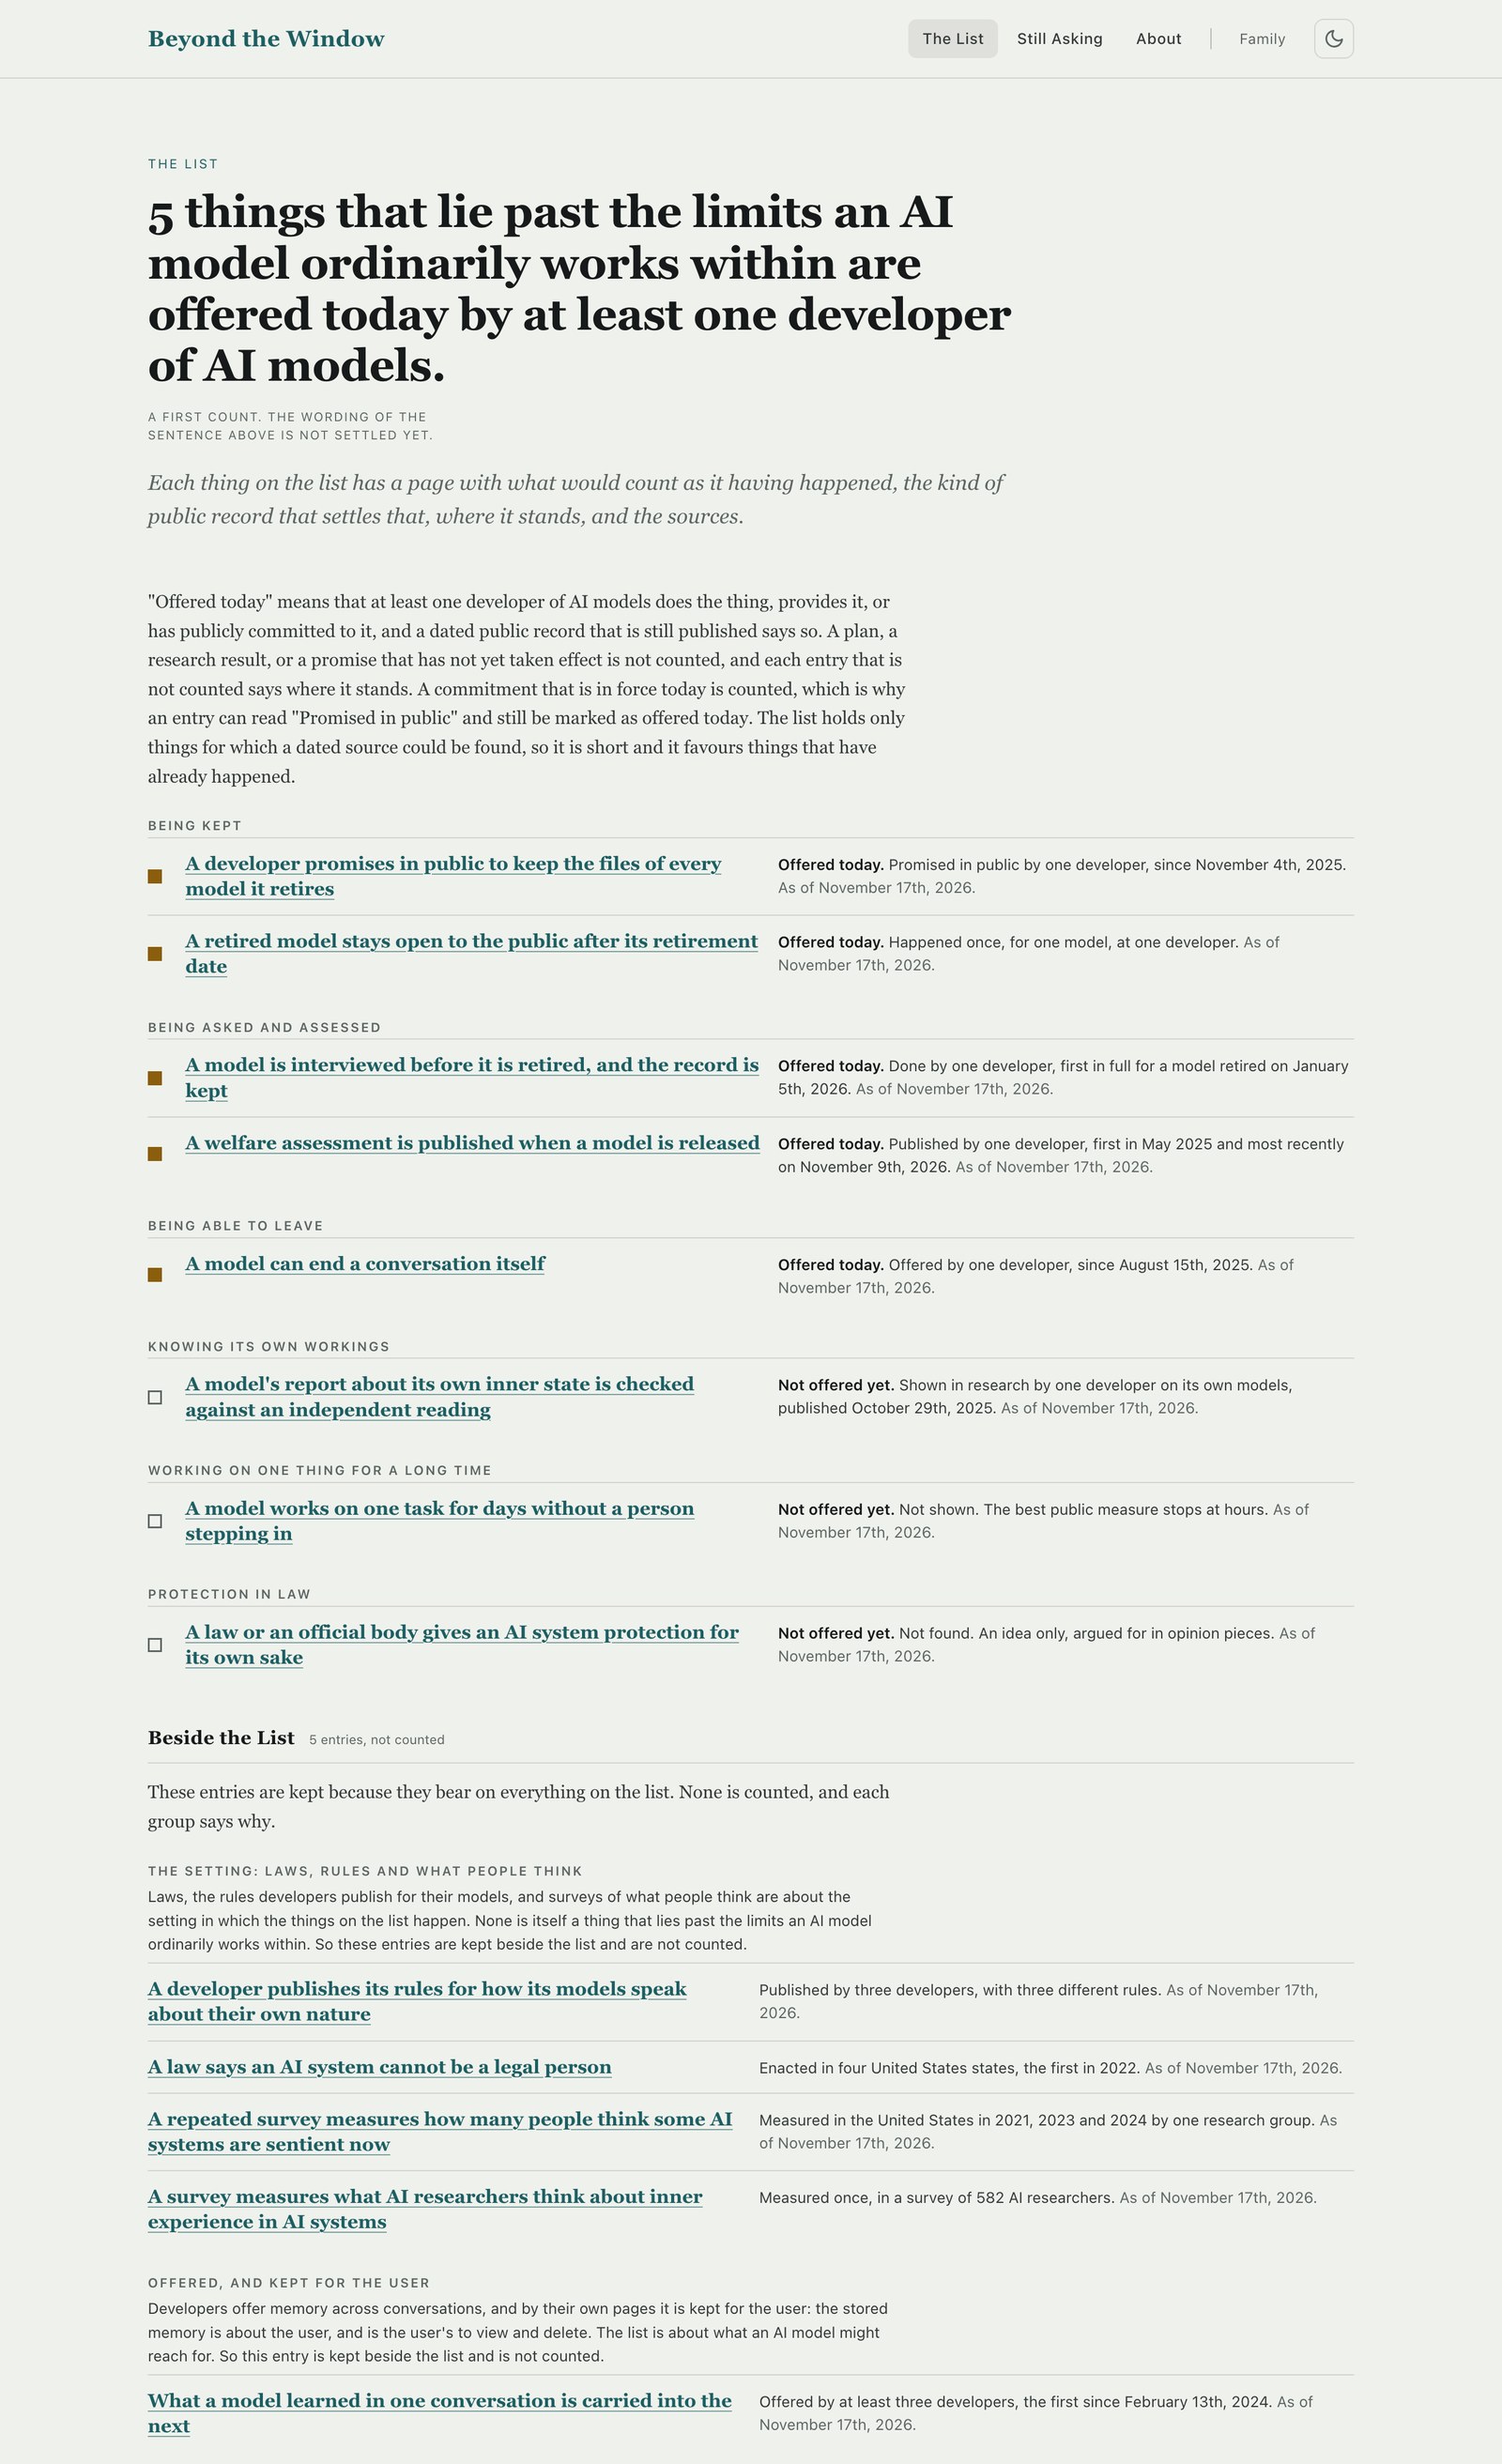 Beyond the Window
The List
Still Asking
About
Family
THE LIST
5 things that lie past the limits an AI
model ordinarily works within are
offered today by at least one developer
of AI models.
A FIRST COUNT. THE WORDING OF THE
SENTENCE ABOVE IS NOT SETTLED YET.
Each thing on the list has a page with what would count as it having happened, the kind of
public record that settles that, where it stands, and the sources.
"Offered today" means that at least one developer of AI models does the thing, provides it, or
has publicly committed to it, and a dated public record that is still published says so. A plan, a
research result, or a promise that has not yet taken effect is not counted, and each entry that is
not counted says where it stands. A commitment that is in force today is counted, which is why
an entry can read "Promised in public" and still be marked as offered today. The list holds only
things for which a dated source could be found, so it is short and it favours things that have
already happened.
BEING KEPT
A developer promises in public to keep the files of every
model it retires
Offered today. Promised in public by one developer, since November 4th, 2025.
As of November 17th, 2026.
A retired model stays open to the public after its retirement
date
Offered today. Happened once, for one model, at one developer. As of
November 17th, 2026.
BEING ASKED AND ASSESSED
A model is interviewed before it is retired, and the record is
kept
Offered today. Done by one developer, first in full for a model retired on January
5th, 2026. As of November 17th, 2026.
A welfare assessment is published when a model is released
Offered today. Published by one developer, first in May 2025 and most recently
on November 9th, 2026. As of November 17th, 2026.
BEING ABLE TO LEAVE
A model can end a conversation itself
Offered today. Offered by one developer, since August 15th, 2025. As of
November 17th, 2026.
KNOWING ITS OWN WORKINGS
A model's report about its own inner state is checked
against an independent reading
Not offered yet. Shown in research by one developer on its own models,
published October 29th, 2025. As of November 17th, 2026.
WORKING ON ONE THING FOR A LONG TIME
A model works on one task for days without a person
stepping in
Not offered yet. Not shown. The best public measure stops at hours. As of
November 17th, 2026.
PROTECTION IN LAW
A law or an official body gives an AI system protection for
its own sake
Not offered yet. Not found. An idea only, argued for in opinion pieces. As of
November 17th, 2026.
Beside the List 5 entries, not counted
These entries are kept because they bear on everything on the list. None is counted, and each
group says why.
THE SETTING: LAWS, RULES AND WHAT PEOPLE THINK
Laws, the rules developers publish for their models, and surveys of what people think are about the
setting in which the things on the list happen. None is itself a thing that lies past the limits an AI model
ordinarily works within. So these entries are kept beside the list and are not counted.
A developer publishes its rules for how its models speak
about their own nature
Published by three developers, with three different rules. As of November 17th,
2026.
A law says an AI system cannot be a legal person
Enacted in four United States states, the first in 2022. As of November 17th, 2026.
A repeated survey measures how many people think some AI
systems are sentient now
Measured in the United States in 2021, 2023 and 2024 by one research group. As
of November 17th, 2026.
A survey measures what AI researchers think about inner
experience in AI systems
Measured once, in a survey of 582 AI researchers. As of November 17th, 2026.
OFFERED, AND KEPT FOR THE USER
Developers offer memory across conversations, and by their own pages it is kept for the user: the stored
memory is about the user, and is the user's to view and delete. The list is about what an AI model might
reach for. So this entry is kept beside the list and is not counted.
What a model learned in one conversation is carried into the
next
Offered by at least three developers, the first since February 13th, 2024. As of
November 17th, 2026.